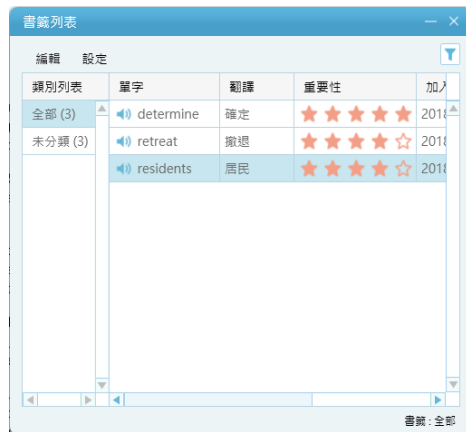 書籤列表
編輯 設定
類別列表 單字 翻譯 重要性 加入
全部 (3) determine 確定 2018
未分類 (3) retreat 撤退 2018
residents 居民 2018
書籤 : 全部